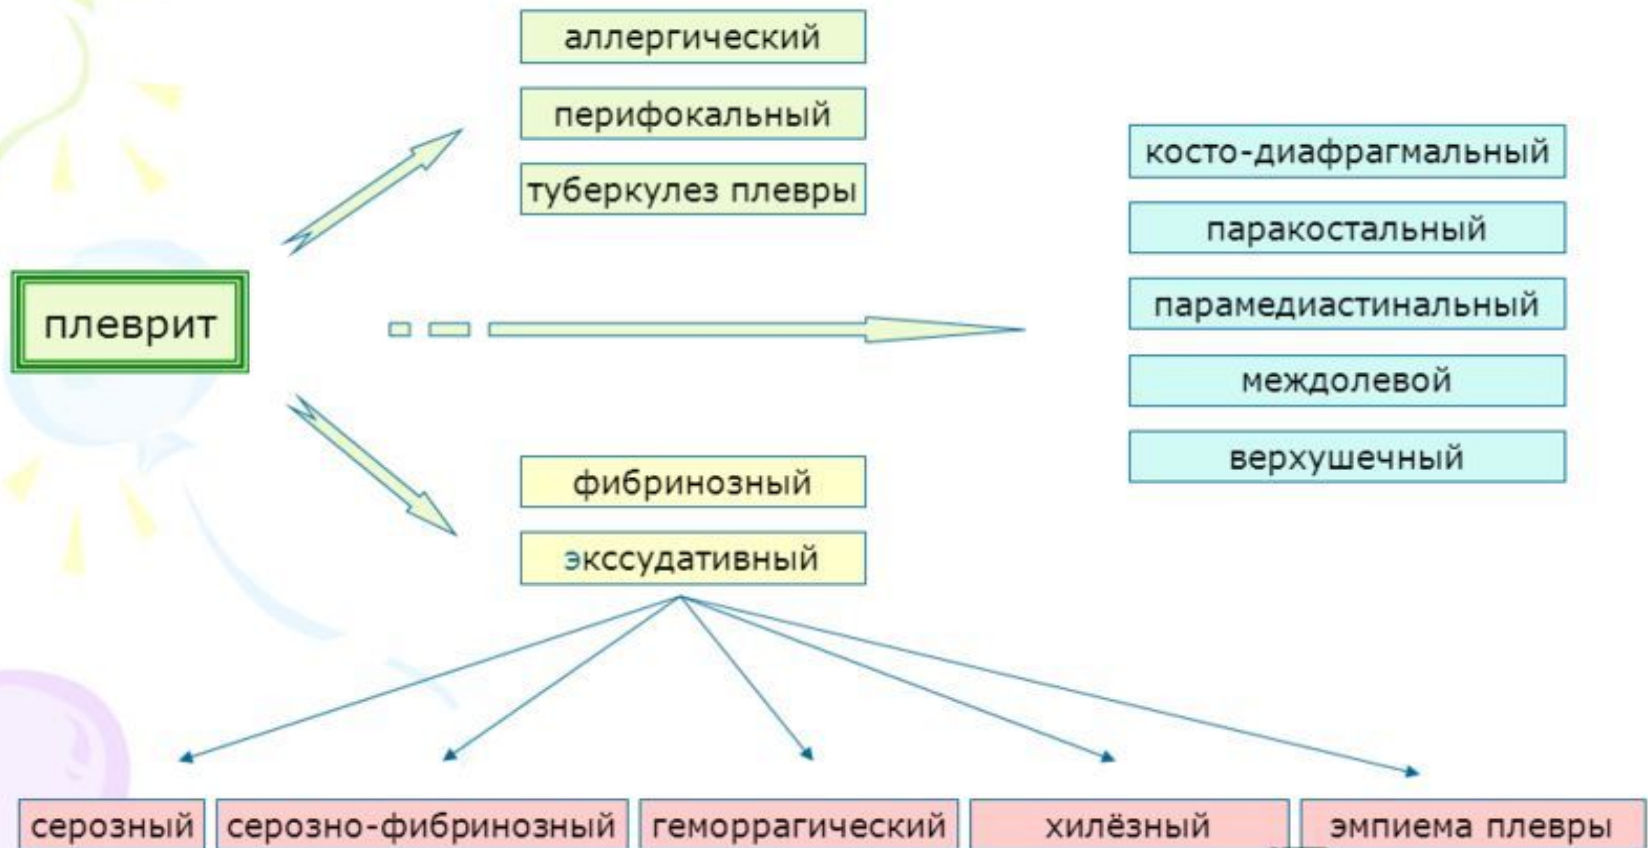 аллергический
перифокальный
туберкулез плевры
плеврит
косто-диафрагмальный
паракостальный
парамедиастинальный
междолевой
верхушечный
фибринозный
экссудативный
серозный
серозно-фибринозный
геморрагический
хилёзный
эмпиема плевры